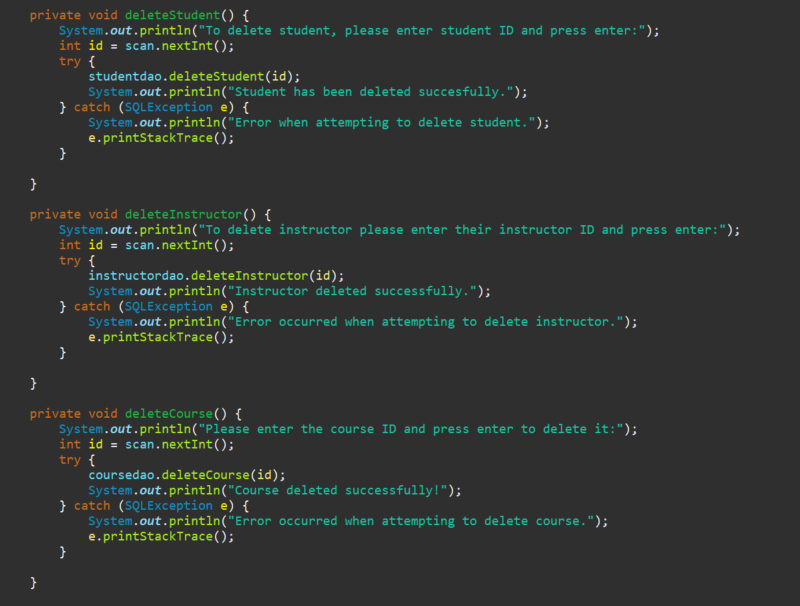 private void deleteStudent() {
System.out.println("To delete student, please enter student ID and press enter:");
int id = scan.nextInt();
try {
studentdao.deleteStudent(id);
System.out.println("Student has been deleted succesfully.");
} catch (SQLException e) {
System.out.println("Error when attempting to delete student.");
e.printStackTrace();
}
}
private void deleteInstructor() {
System.out.println("To delete instructor please enter their instructor ID and press enter:");
int id = scan.nextInt();
try {
instructordao.deleteInstructor(id);
System.out.println("Instructor deleted successfully.");
} catch (SQLException e) {
System.out.println("Error occurred when attempting to delete instructor.");
e.printStackTrace();
}
}
private void deleteCourse() {
System.out.println("Please enter the course ID and press enter to delete it:");
int id = scan.nextInt();
try {
coursedao.deleteCourse(id);
System.out.println("Course deleted successfully!");
} catch (SQLException e) {
System.out.println("Error occurred when attempting to delete course.");
e.printStackTrace();
}
}